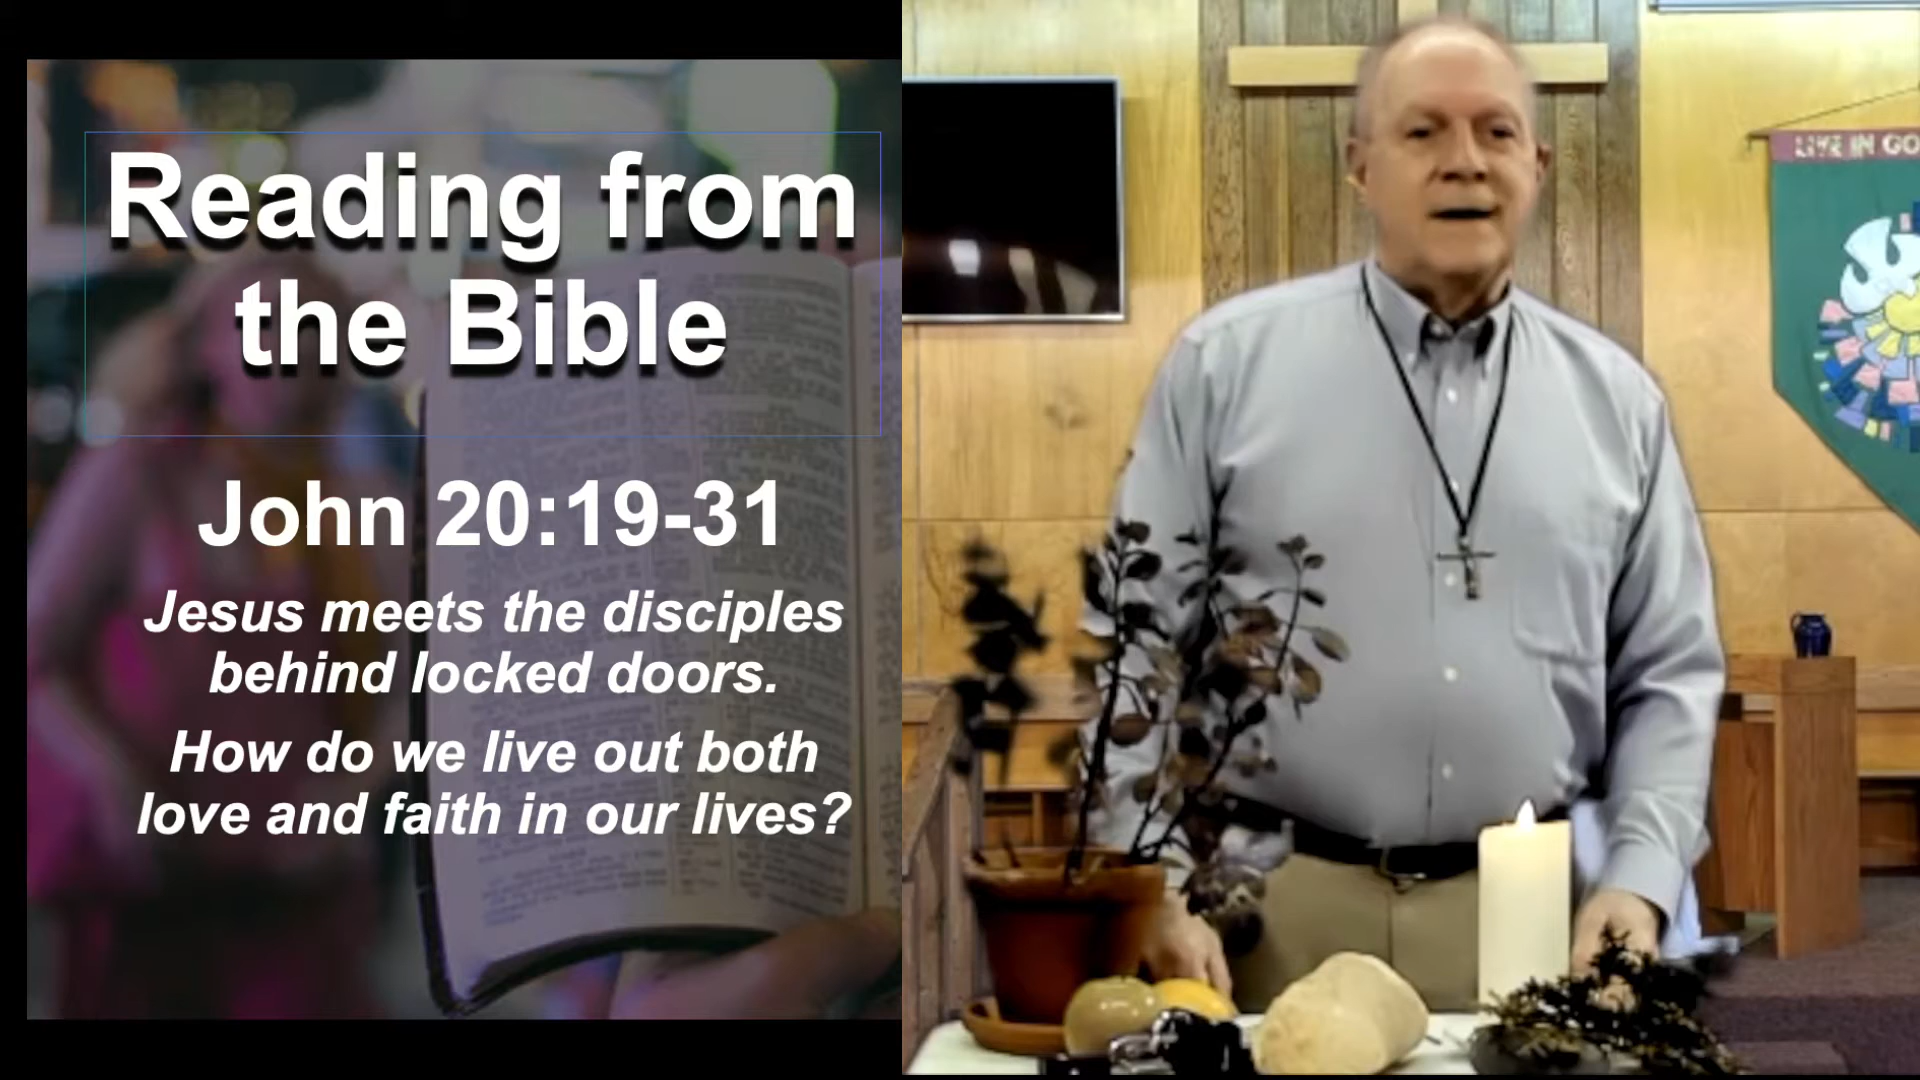 Reading from
the Bible
John 20:19-31
Jesus meets the disciples
behind locked doors.
How do we live out both
love and faith in our lives?
LIVE IN GO